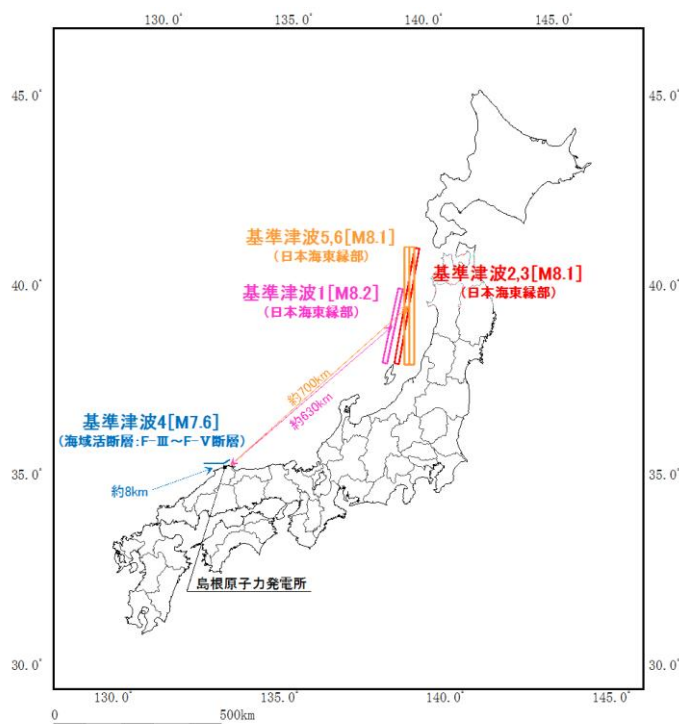 130.0° 135.0° 140.0° 145.0°
45.0° 45.0°
基準津波5,6[M8.1]
(日本海東縁部)
基準津波2,3[M8.1]
(日本海東縁部)
40.0° 40.0°
基準津波1[M8.2]
(日本海東縁部)
約700km
約630km
基準津波4[M7.6]
(海域活断層:F-Ⅲ～F-Ⅴ断層)
35.0° 35.0°
約8km
島根原子力発電所
30.0° 30.0°
130.0° 135.0° 140.0° 145.0°
0 500km